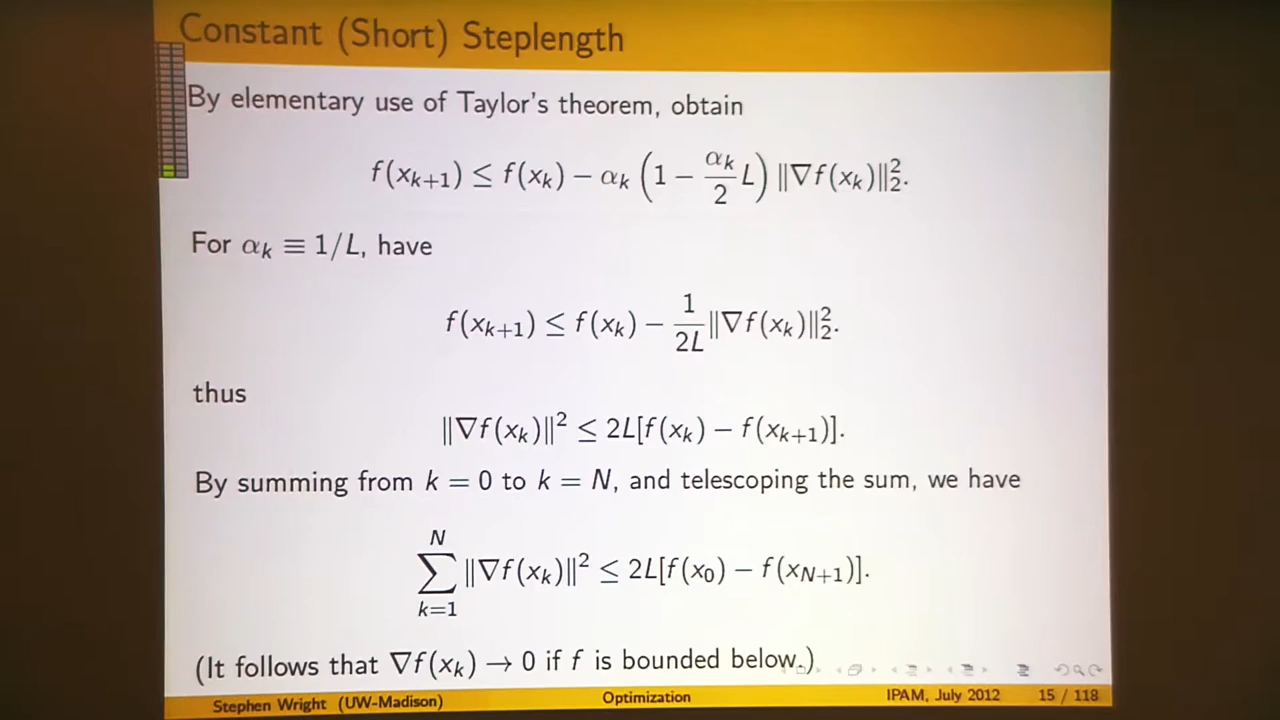 Constant (Short) Steplength
By elementary use of Taylor's theorem, obtain
f(x_{k+1}) ≤ f(x_k) − α_k (1 − \frac{α_k}{2} L) ‖∇f(x_k)‖_2^2.
For α_k ≡ 1/L, have
f(x_{k+1}) ≤ f(x_k) − \frac{1}{2L} ‖∇f(x_k)‖_2^2.
thus
‖∇f(x_k)‖^2 ≤ 2L[f(x_k) − f(x_{k+1})].
By summing from k = 0 to k = N, and telescoping the sum, we have
\sum_{k=1}^{N} ‖∇f(x_k)‖^2 ≤ 2L[f(x_0) − f(x_{N+1})].
(It follows that ∇f(x_k) → 0 if f is bounded below.)
Stephen Wright (UW-Madison) Optimization IPAM, July 2012 15 / 118